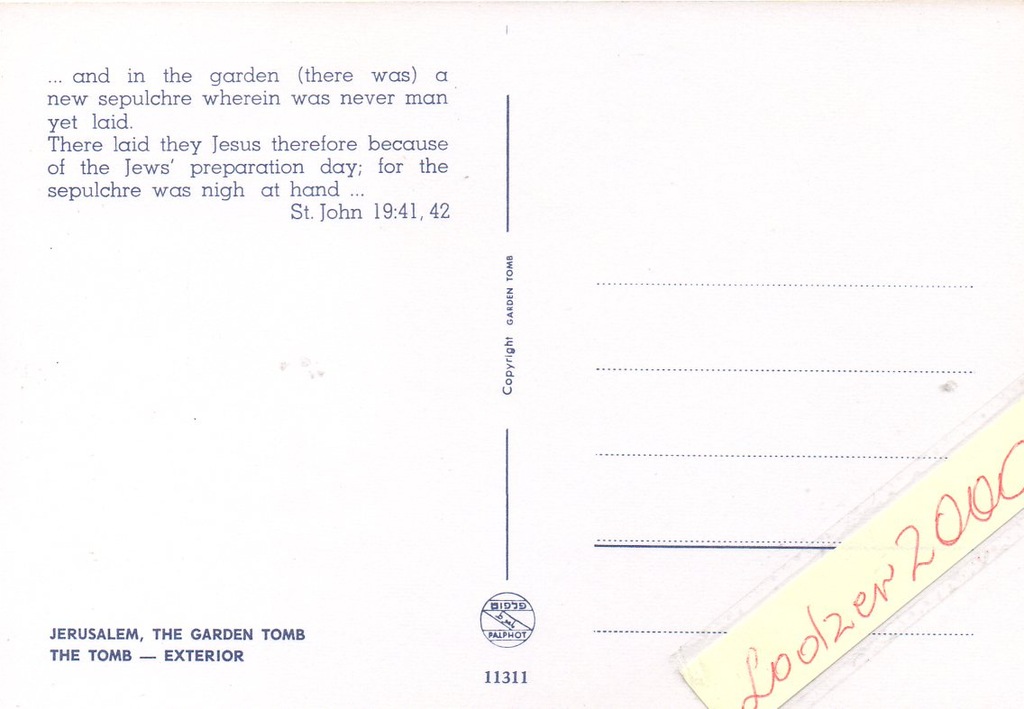 ... and in the garden (there was) a
new sepulchre wherein was never man
yet laid.
There laid they Jesus therefore because
of the Jews' preparation day; for the
sepulchre was nigh at hand ...
St. John 19:41, 42
Copyright GARDEN TOMB
JERUSALEM, THE GARDEN TOMB
THE TOMB — EXTERIOR
פלפוט
PALPHOT
11311
Lodzer2000